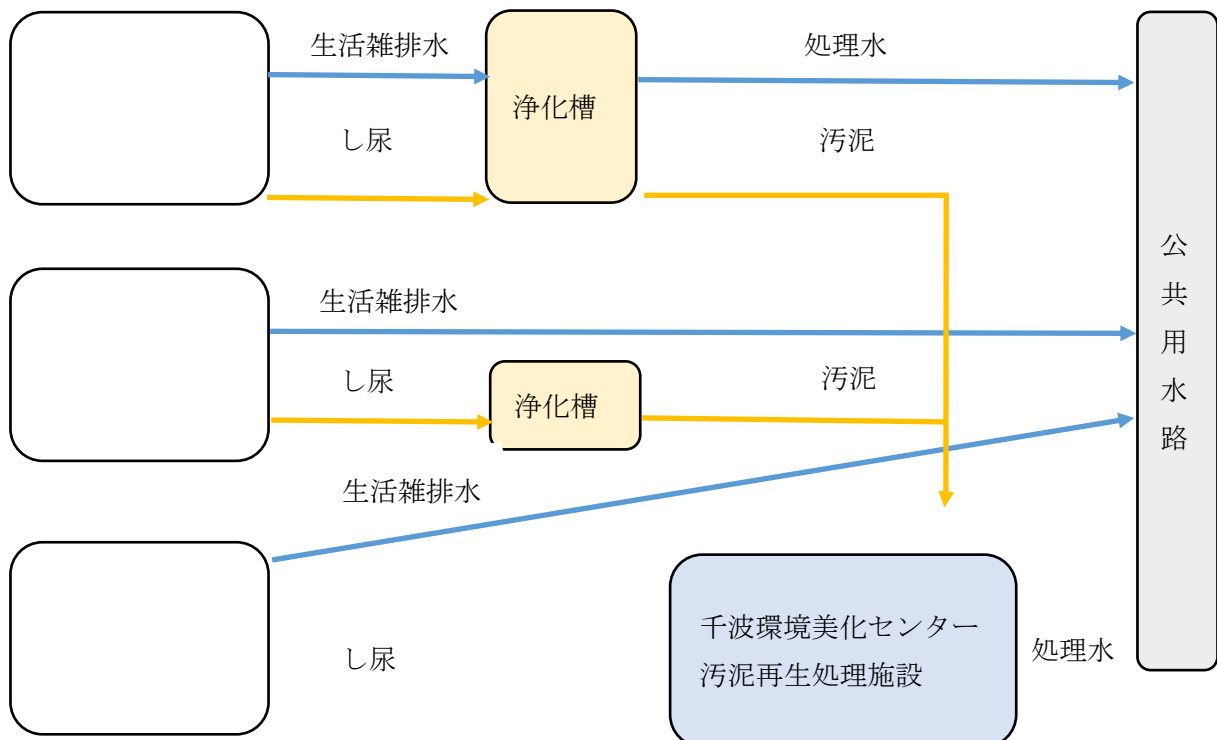 生活雑排水
処理水
浄化槽
し尿
汚泥
公共用水路
生活雑排水
し尿
汚泥
浄化槽
生活雑排水
千波環境美化センター
汚泥再生処理施設
処理水
し尿